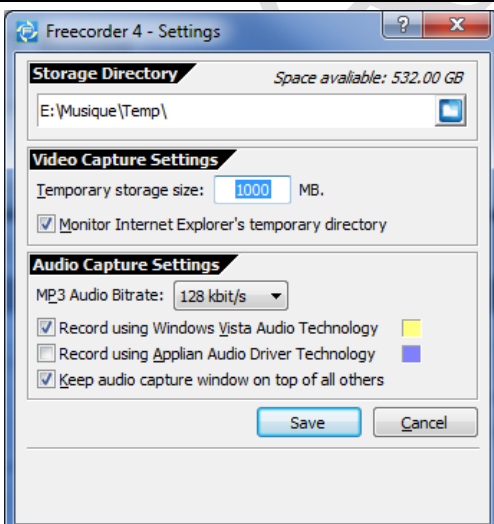 Freecorder 4 - Settings
Storage Directory Space avaliable: 532.00 GB
E:\Musique\Temp\
Video Capture Settings
Temporary storage size: 1000 MB.
Monitor Internet Explorer's temporary directory
Audio Capture Settings
MP3 Audio Bitrate: 128 kbit/s
Record using Windows Vista Audio Technology
Record using Applian Audio Driver Technology
Keep audio capture window on top of all others
Save Cancel